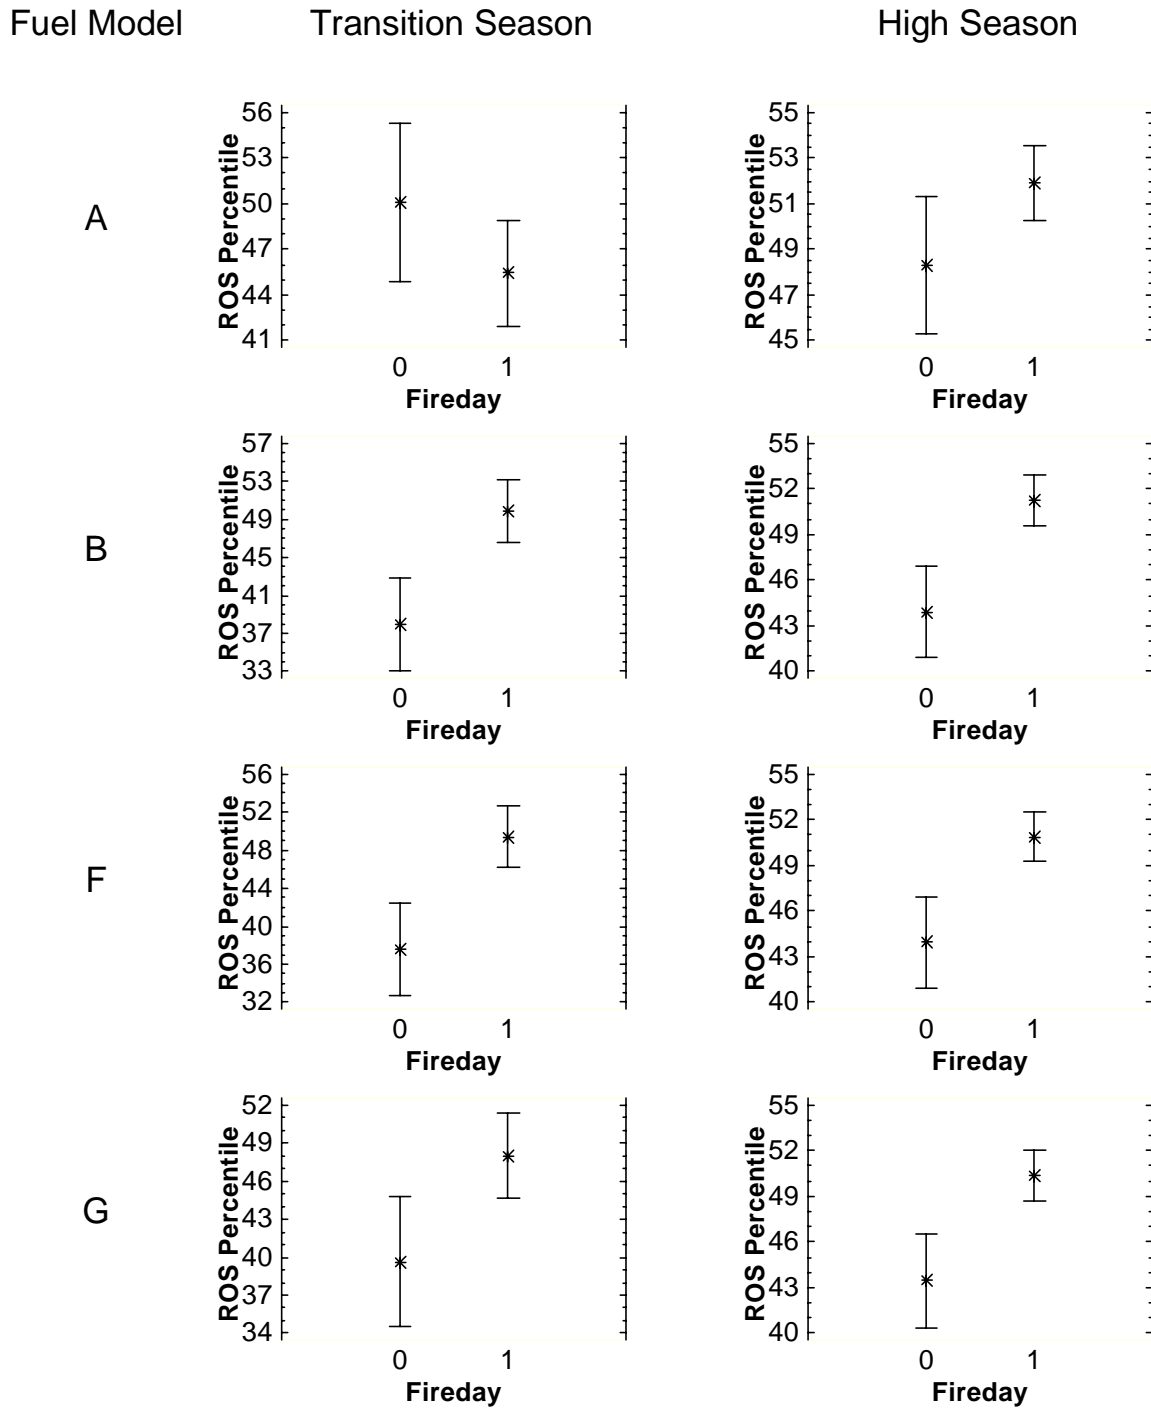 Fuel Model Transition Season High Season
A
ROS Percentile
56
53
50
47
44
41
0 1
Fireday
ROS Percentile
55
53
51
49
47
45
0 1
Fireday
B
ROS Percentile
57
53
49
45
41
37
33
0 1
Fireday
ROS Percentile
55
52
49
46
43
40
0 1
Fireday
F
ROS Percentile
56
52
48
44
40
36
32
0 1
Fireday
ROS Percentile
55
52
49
46
43
40
0 1
Fireday
G
ROS Percentile
52
49
46
43
40
37
34
0 1
Fireday
ROS Percentile
55
52
49
46
43
40
0 1
Fireday